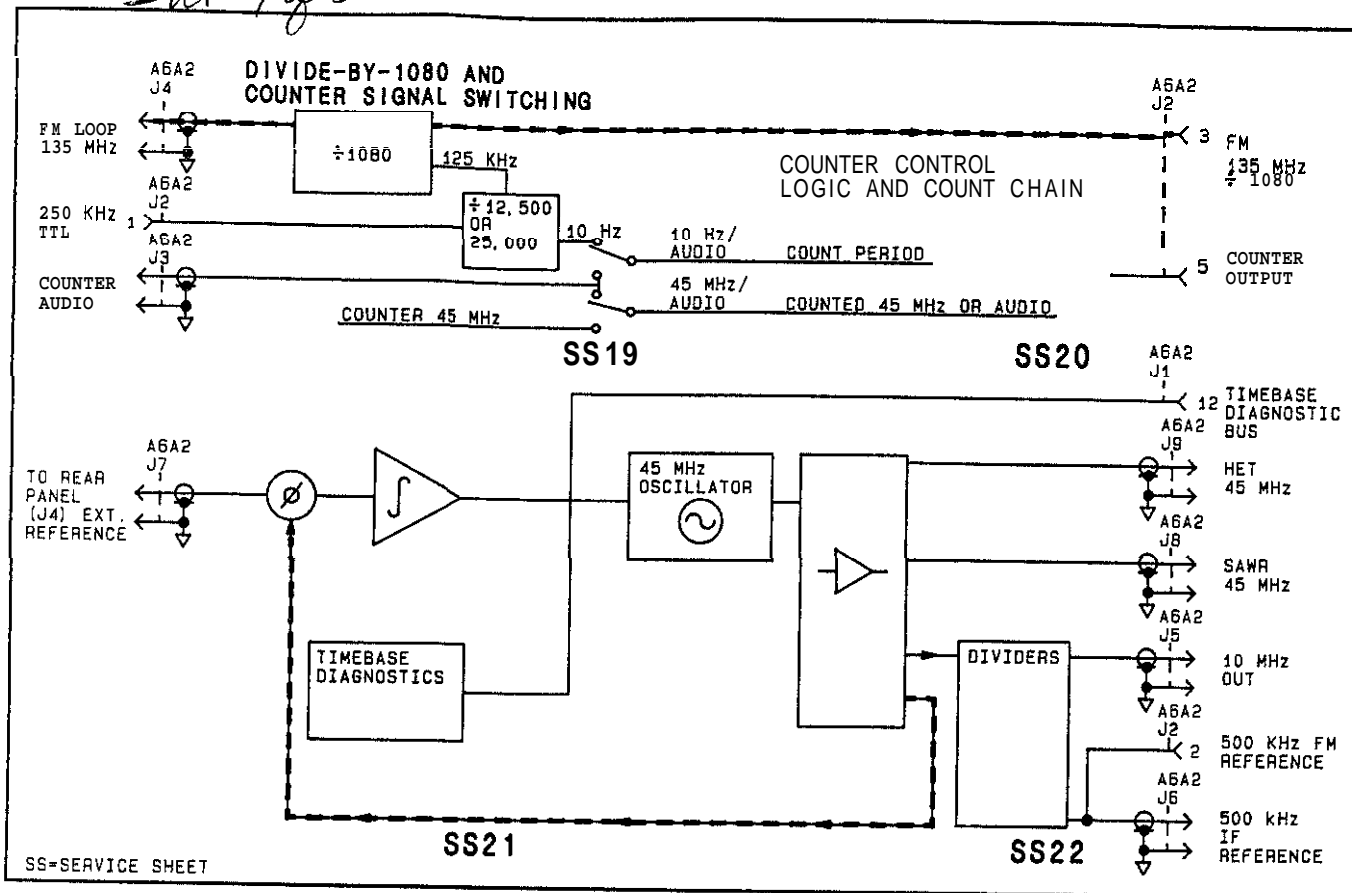 A6A2
J4
DIVIDE-BY-1080 AND
COUNTER SIGNAL SWITCHING
A6A2
J2
FM LOOP
135 MHz
÷1080
125 KHz
3 FM
135 MHz
÷ 1080
COUNTER CONTROL
LOGIC AND COUNT CHAIN
A6A2
J2
250 KHz
TTL
1
÷12,500
OR
25,000
10 Hz
10 Hz/
AUDIO
COUNT PERIOD
5 COUNTER
OUTPUT
A6A2
J3
COUNTER
AUDIO
45 MHz/
AUDIO
COUNTED 45 MHz OR AUDIO
COUNTER 45 MHz
SS19
SS20
A6A2
J1
12 TIMEBASE
DIAGNOSTIC
BUS
A6A2
J7
TO REAR
PANEL
(J4) EXT.
REFERENCE
ø
∫
45 MHz
OSCILLATOR
A6A2
J9
HET
45 MHz
A6A2
J8
SAWR
45 MHz
TIMEBASE
DIAGNOSTICS
DIVIDERS
A6A2
J5
10 MHz
OUT
A6A2
J2
2 500 KHz FM
REFERENCE
A6A2
J6
500 kHz
IF
REFERENCE
SS21
SS22
SS=SERVICE SHEET